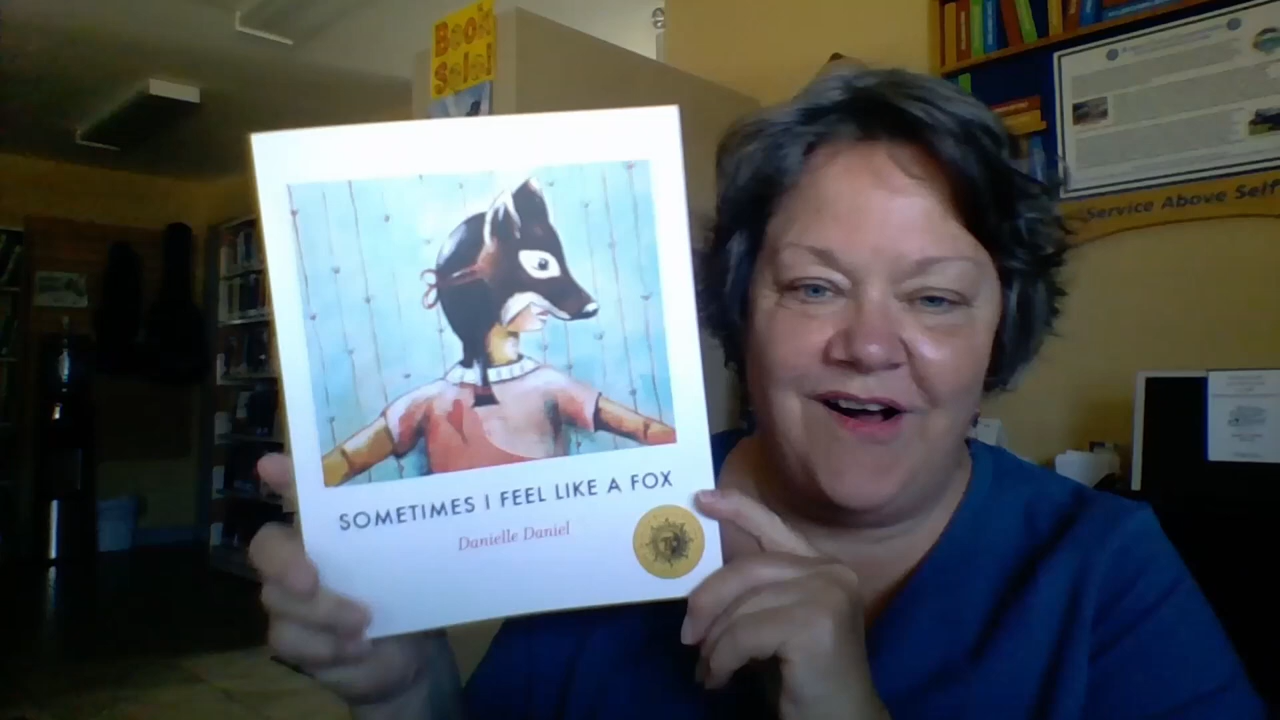 Book
Sale!
Service Above Self
SOMETIMES I FEEL LIKE A FOX
Danielle Daniel